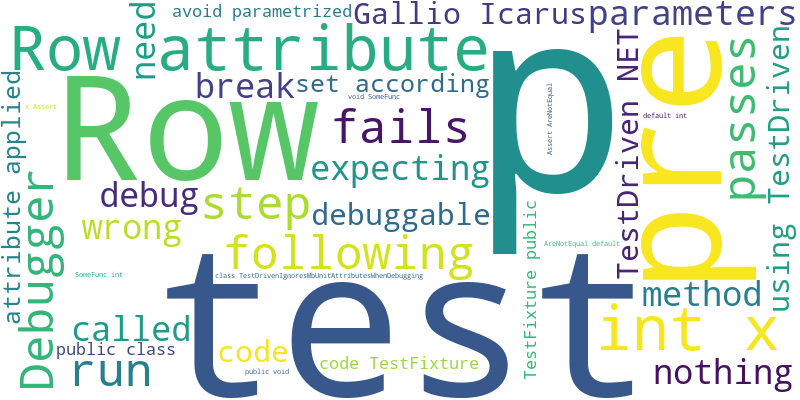 avoid parametrized
Gallio Icarus
parameters
need
Row
attribute
p
pre
TestDriven NET
passes
using TestDriven
Row
break
set according
void SomeFunc
x Assert
Assert AreNotEqual
default int
attribute applied
fails
expecting
debug
step
debuggable
Debugger
wrong
following
TestFixture public
AreNotEqual default
test
SomeFunc int
class TestDrivenIgnoresMbUnitAttributesWhenDebugging
method
int x
called
public class
code
code TestFixture
run
public void
nothing